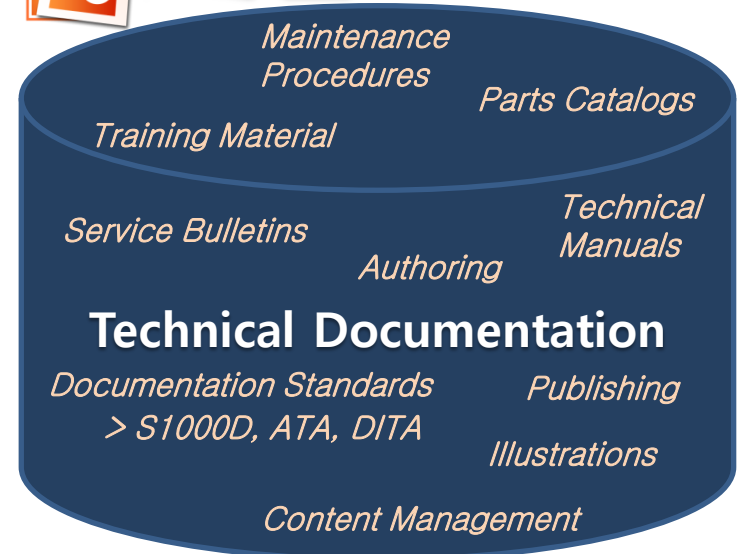 Maintenance
Procedures
Parts Catalogs
Training Material
Service Bulletins
Technical
Manuals
Authoring
Technical Documentation
Documentation Standards
> S1000D, ATA, DITA
Publishing
Illustrations
Content Management